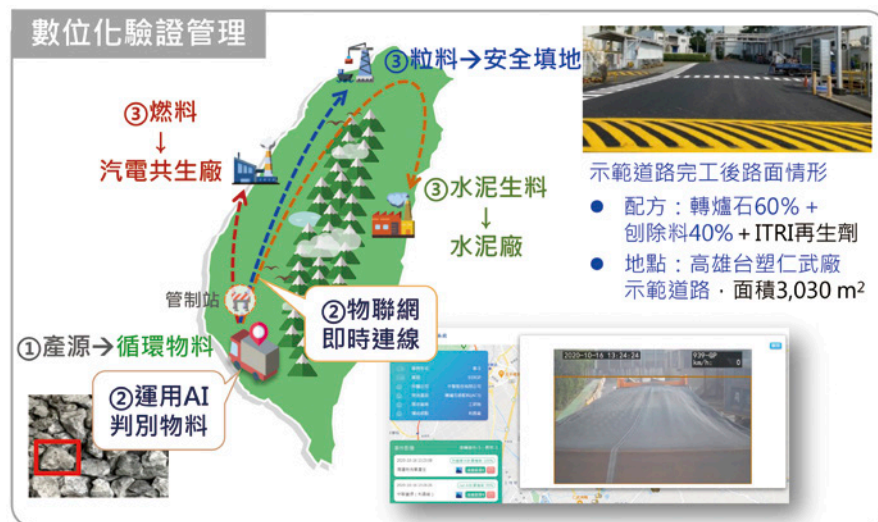 數位化驗證管理
③粒料→安全填地
③燃料
↓
汽電共生廠
③水泥生料
↓
水泥廠
管制站
②物聯網
即時連線
①產源→循環物料
②運用AI
判別物料
示範道路完工後路面情形
● 配方：轉爐石60% +
刨除料40% + ITRI再生劑
● 地點：高雄台塑仁武廠
示範道路，面積3,030 m²
2020-10-16 13:24:24
939-GP
km/h: 0